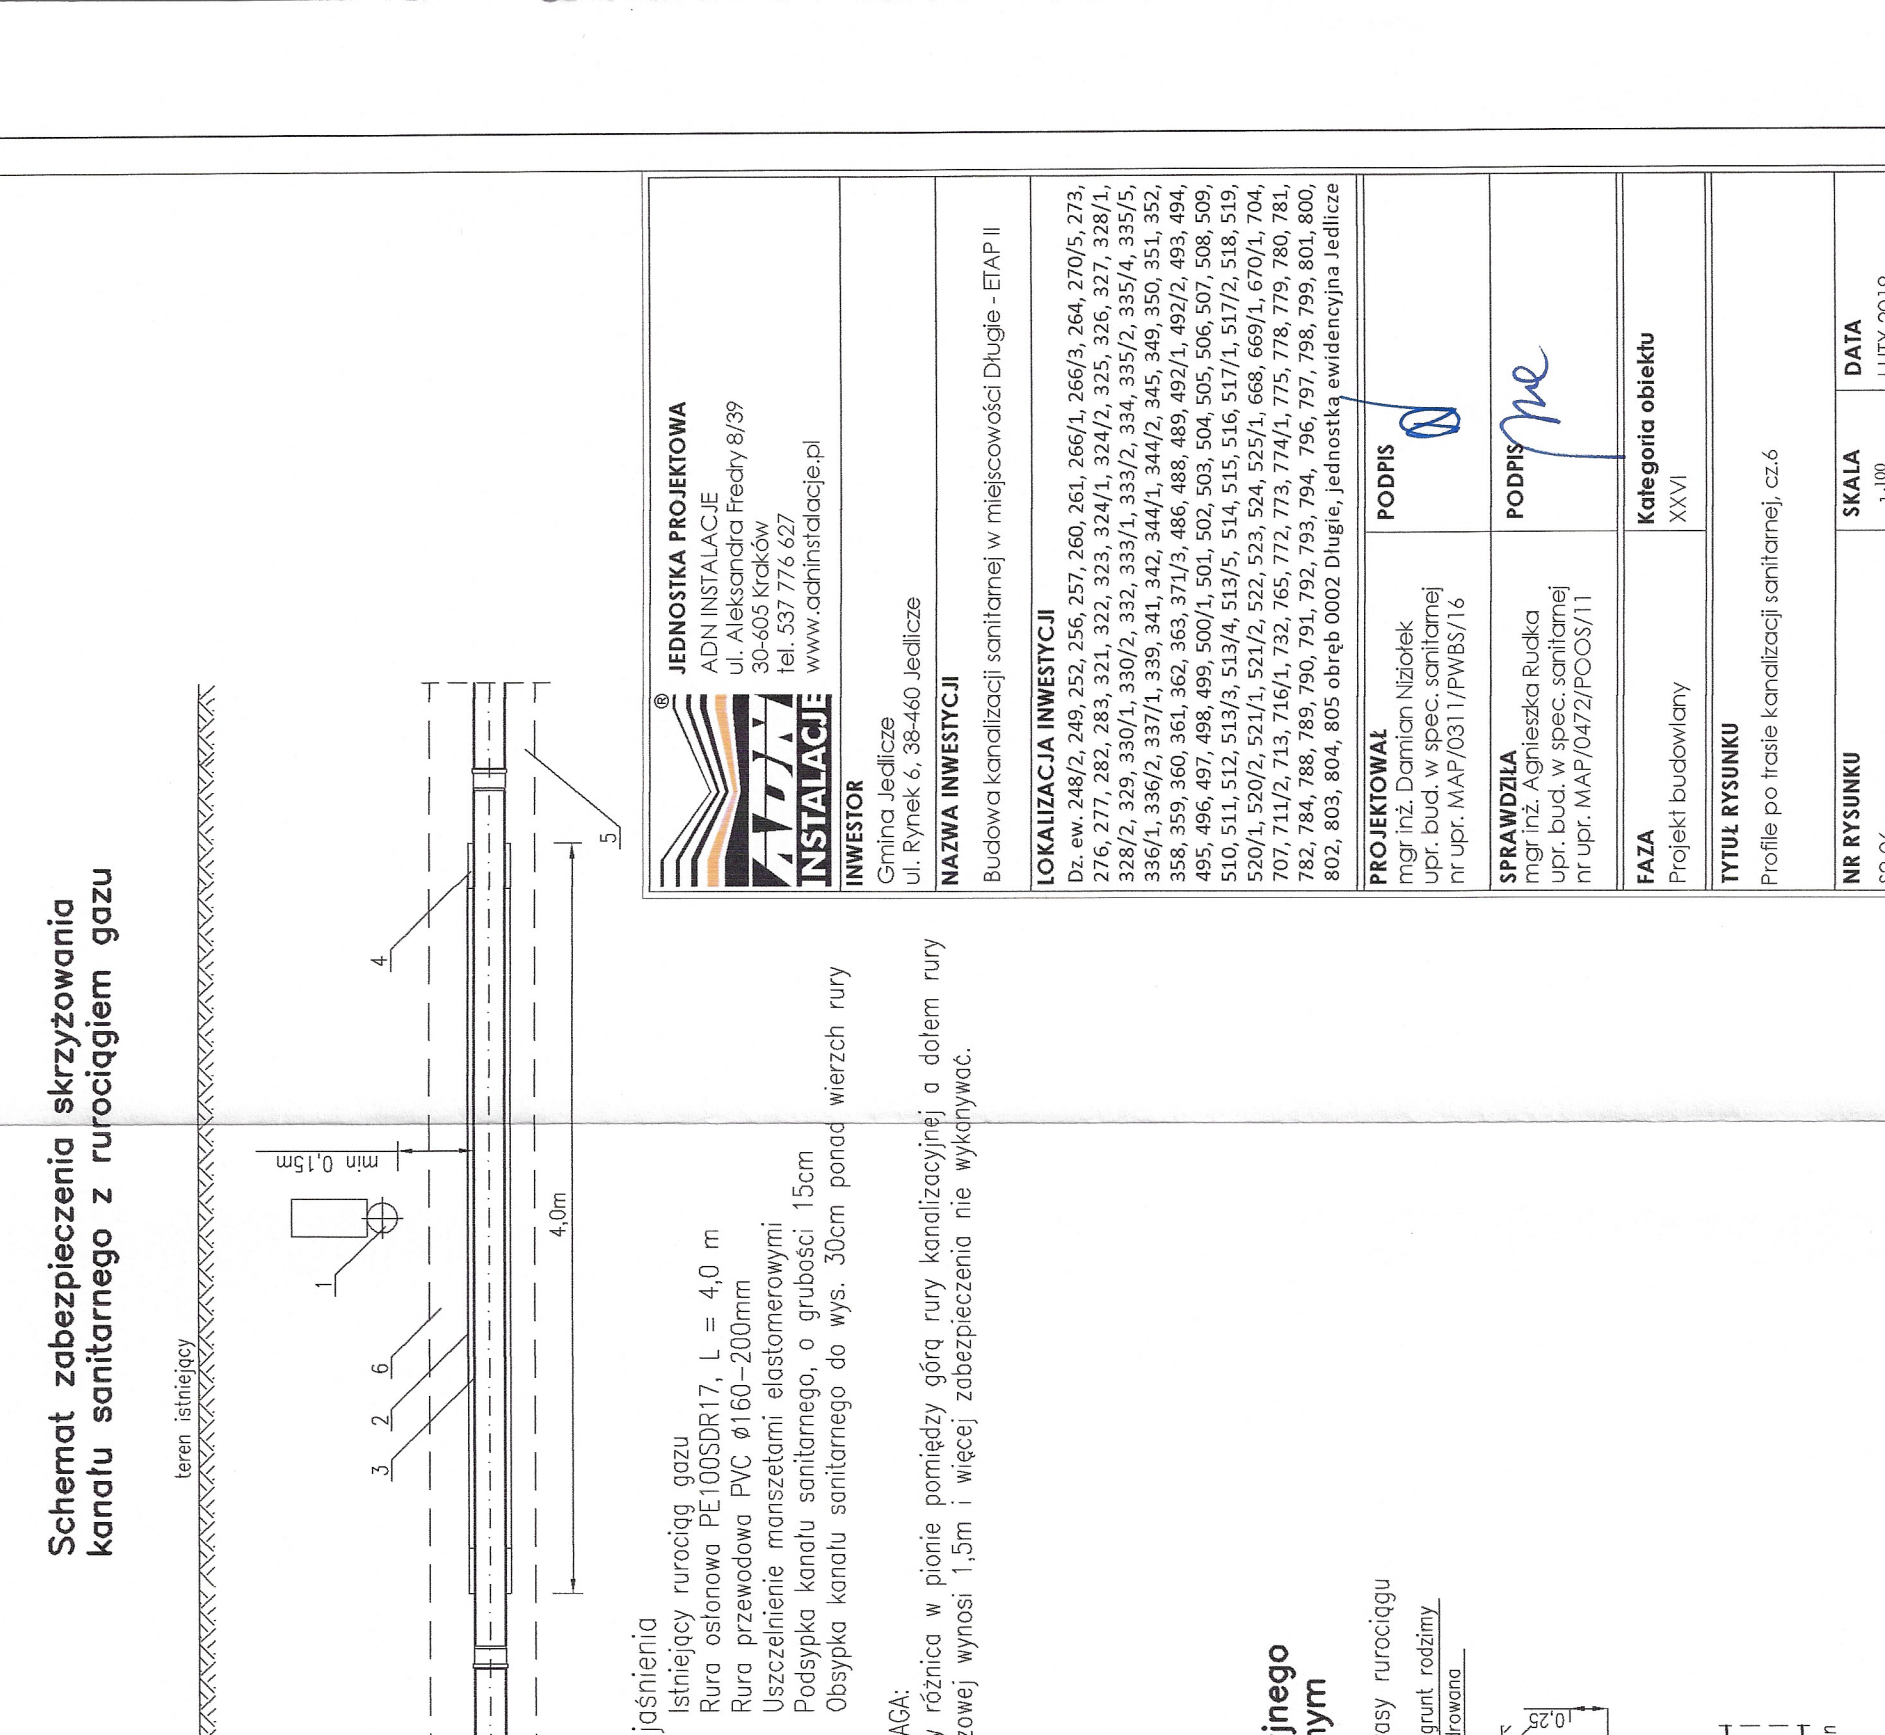 Schemat zabezpieczenia skrzyżowania
kanału sanitarnego z rurociągiem gazu
teren istniejący
min 0,15m
1
2
3
4
5
6
4,0m
jaśnienia
Istniejący rurociąg gazu
Rura osłonowa PE100SDR17, L = 4,0 m
Rura przewodowa PVC ø160-200mm
Uszczelnienie manszetami elastomerowymi
Podsypka kanału sanitarnego, o grubości 15cm
Obsypka kanału sanitarnego do wys. 30cm ponad wierzch rury
AGA:
y różnica w pionie pomiędzy górą rury kanalizacyjnej a dołem rury
zowej wynosi 1,5m i więcej zabezpieczenia nie wykonywać.
jnego
nym
asy rurociągu
grunt rodzimy
drowana
0,25
®
ADN
INSTALACJE
JEDNOSTKA PROJEKTOWA
ADN INSTALACJE
ul. Aleksandra Fredry 8/39
30-605 Kraków
tel. 537 776 627
www.adninstalacje.pl
INWESTOR
Gmina Jedlicze
ul. Rynek 6, 38-460 Jedlicze
NAZWA INWESTYCJI
Budowa kanalizacji sanitarnej w miejscowości Długie - ETAP II
LOKALIZACJA INWESTYCJI
Dz. ew. 248/2, 249, 252, 256, 257, 260, 261, 266/1, 266/3, 264, 270/5, 273,
276, 277, 282, 283, 321, 322, 323, 324/1, 324/2, 325, 326, 327, 328/1,
328/2, 329, 330/1, 330/2, 332, 333/1, 333/2, 334, 335/2, 335/4, 335/5,
336/1, 336/2, 337/1, 339, 341, 342, 344/1, 344/2, 345, 349, 350, 351, 352,
358, 359, 360, 361, 362, 363, 371/3, 486, 488, 489, 492/1, 492/2, 493, 494,
495, 496, 497, 498, 499, 500/1, 501, 502, 503, 504, 505, 506, 507, 508, 509,
510, 511, 512, 513/3, 513/4, 513/5, 514, 515, 516, 517/1, 517/2, 518, 519,
520/1, 520/2, 521/1, 521/2, 522, 523, 524, 525/1, 668, 669/1, 670/1, 704,
707, 711/2, 713, 716/1, 732, 765, 772, 773, 774/1, 775, 778, 779, 780, 781,
782, 784, 788, 789, 790, 791, 792, 793, 794, 796, 797, 798, 799, 801, 800,
802, 803, 804, 805 obręb 0002 Długie, jednostka ewidencyjna Jedlicze
PROJEKTOWAŁ
mgr inż. Damian Niziołek
upr. bud. w spec. sanitarnej
nr upr. MAP/0311/PWBS/16
PODPIS
SPRAWDZIŁA
mgr inż. Agnieszka Rudka
upr. bud. w spec. sanitarnej
nr upr. MAP/0472/POOS/11
PODPIS
FAZA
Projekt budowlany
Kategoria obiektu
XXVI
TYTUŁ RYSUNKU
Profile po trasie kanalizacji sanitarnej, cz.6
NR RYSUNKU
SKALA
1:100
DATA
LUTY 2018